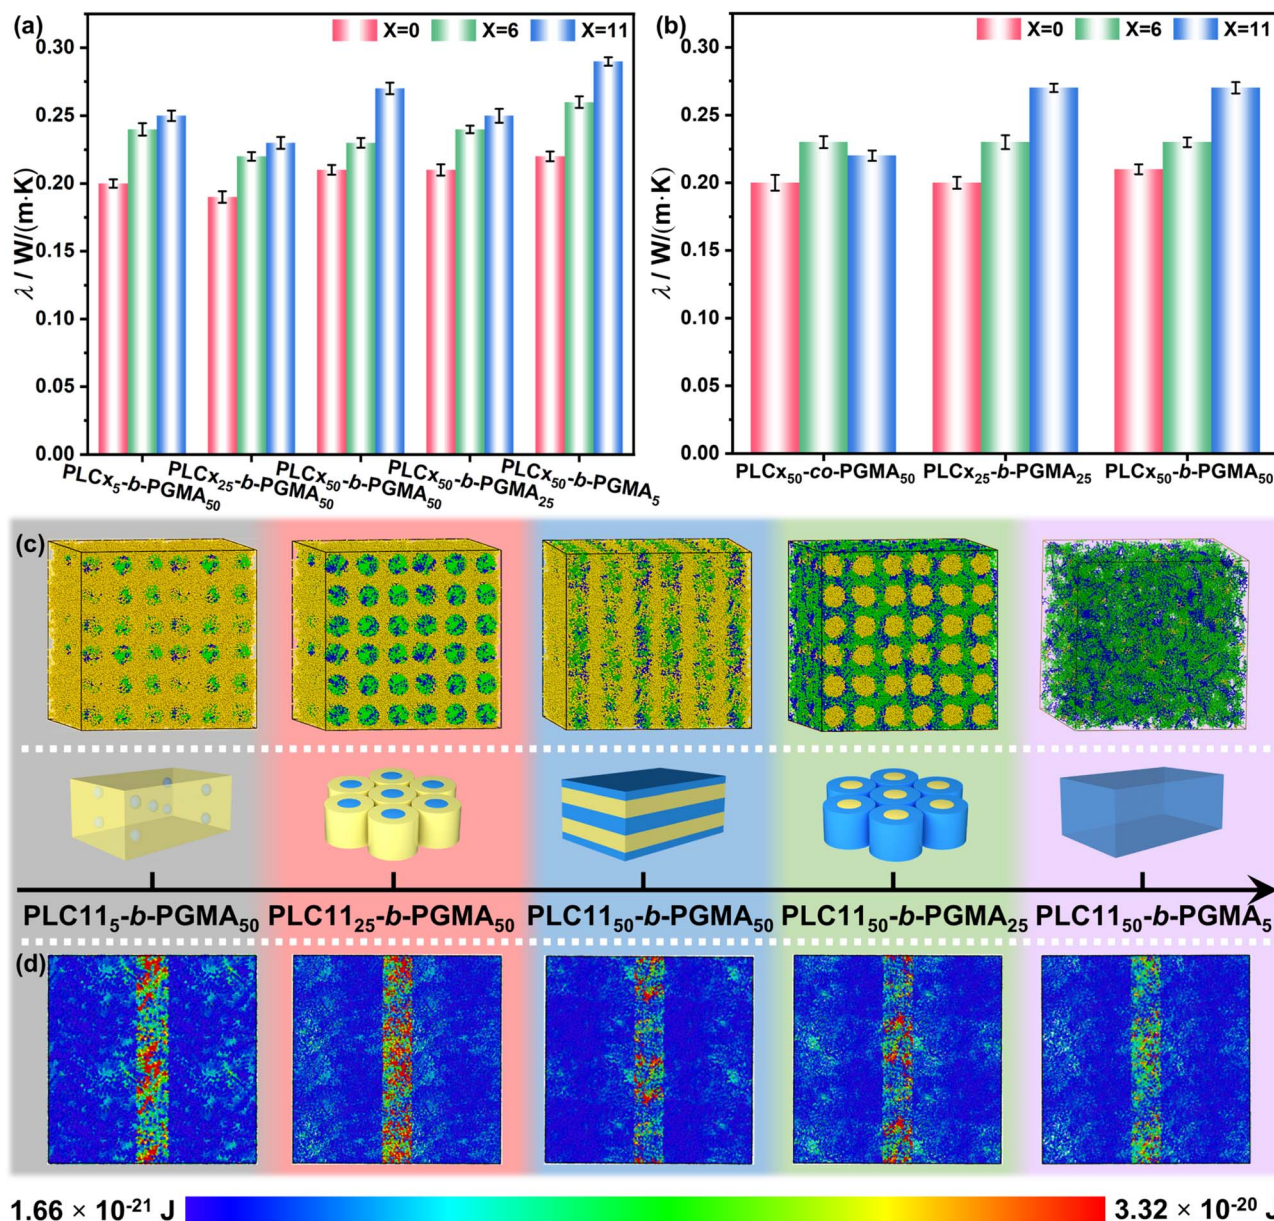 (a) X=0 X=6 X=11
0.30
0.25
0.20
0.15
0.10
0.05
0.00
λ / W/(m·K)
PLCx₅-b-PGMA₅₀
PLCx₂₅-b-PGMA₅₀
PLCx₅₀-b-PGMA₅₀
PLCx₅₀-b-PGMA₂₅
PLCx₅₀-b-PGMA₅
(b) X=0 X=6 X=11
0.30
0.25
0.20
0.15
0.10
0.05
0.00
λ / W/(m·K)
PLCx₅₀-co-PGMA₅₀ PLCx₂₅-b-PGMA₂₅ PLCx₅₀-b-PGMA₅₀
(c)
PLC11₅-b-PGMA₅₀ PLC11₂₅-b-PGMA₅₀ PLC11₅₀-b-PGMA₅₀ PLC11₅₀-b-PGMA₂₅ PLC11₅₀-b-PGMA₅
(d)
1.66 × 10⁻²¹ J 3.32 × 10⁻²⁰ J